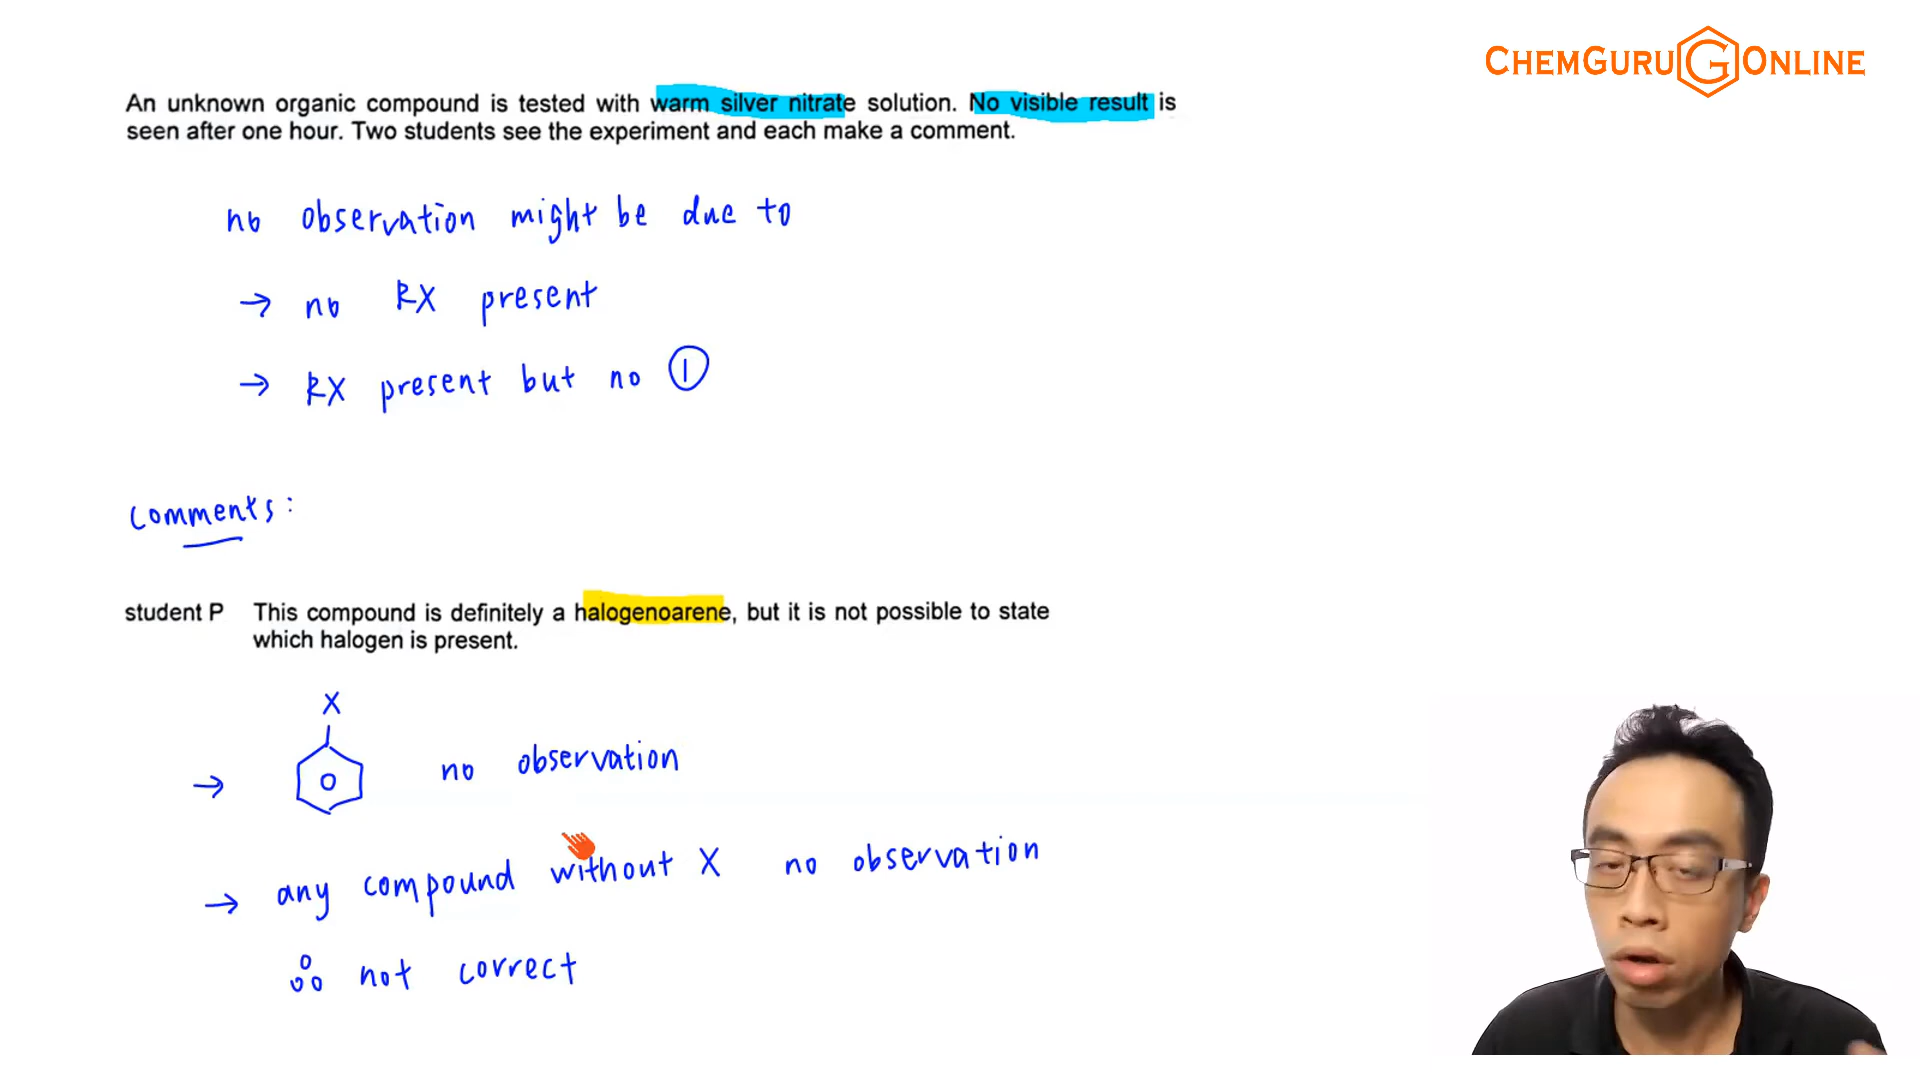 CHEMGURU G ONLINE
An unknown organic compound is tested with warm silver nitrate solution. No visible result is
seen after one hour. Two students see the experiment and each make a comment.
no observation might be due to
→ no RX present
→ RX present but no ①
comments:
student P This compound is definitely a halogenoarene, but it is not possible to state
which halogen is present.
X
→ no observation
→ any compound without X no observation
∴ not correct